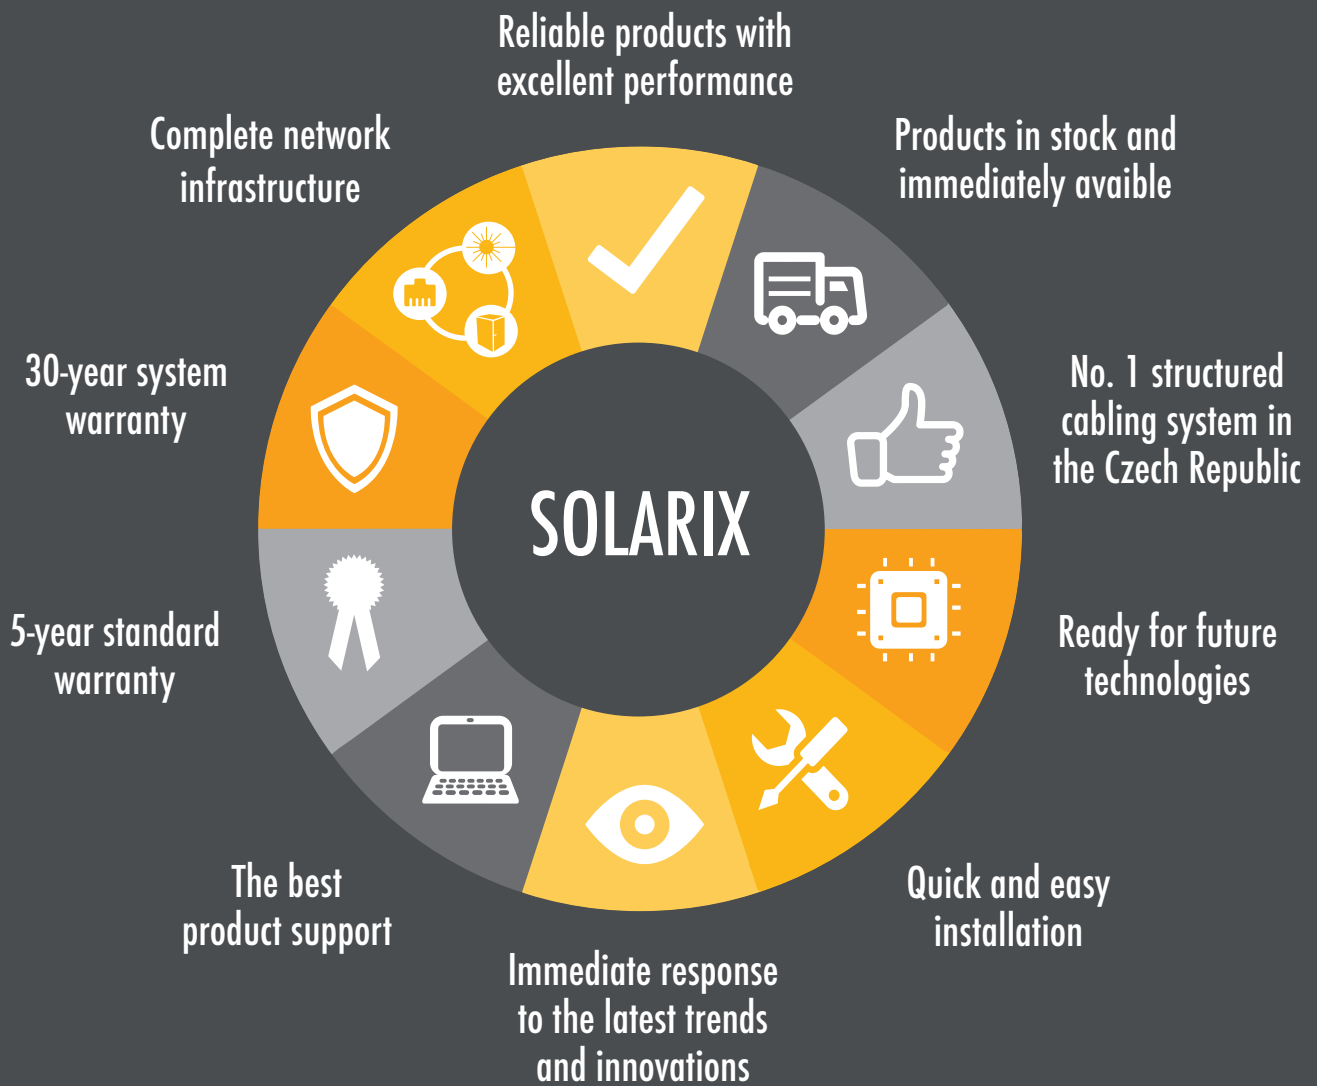 Reliable products with
excellent performance
Products in stock and
immediately avaible
No. 1 structured
cabling system in
the Czech Republic
Ready for future
technologies
Quick and easy
installation
Immediate response
to the latest trends
and innovations
The best
product support
5-year standard
warranty
30-year system
warranty
Complete network
infrastructure
SOLARIX